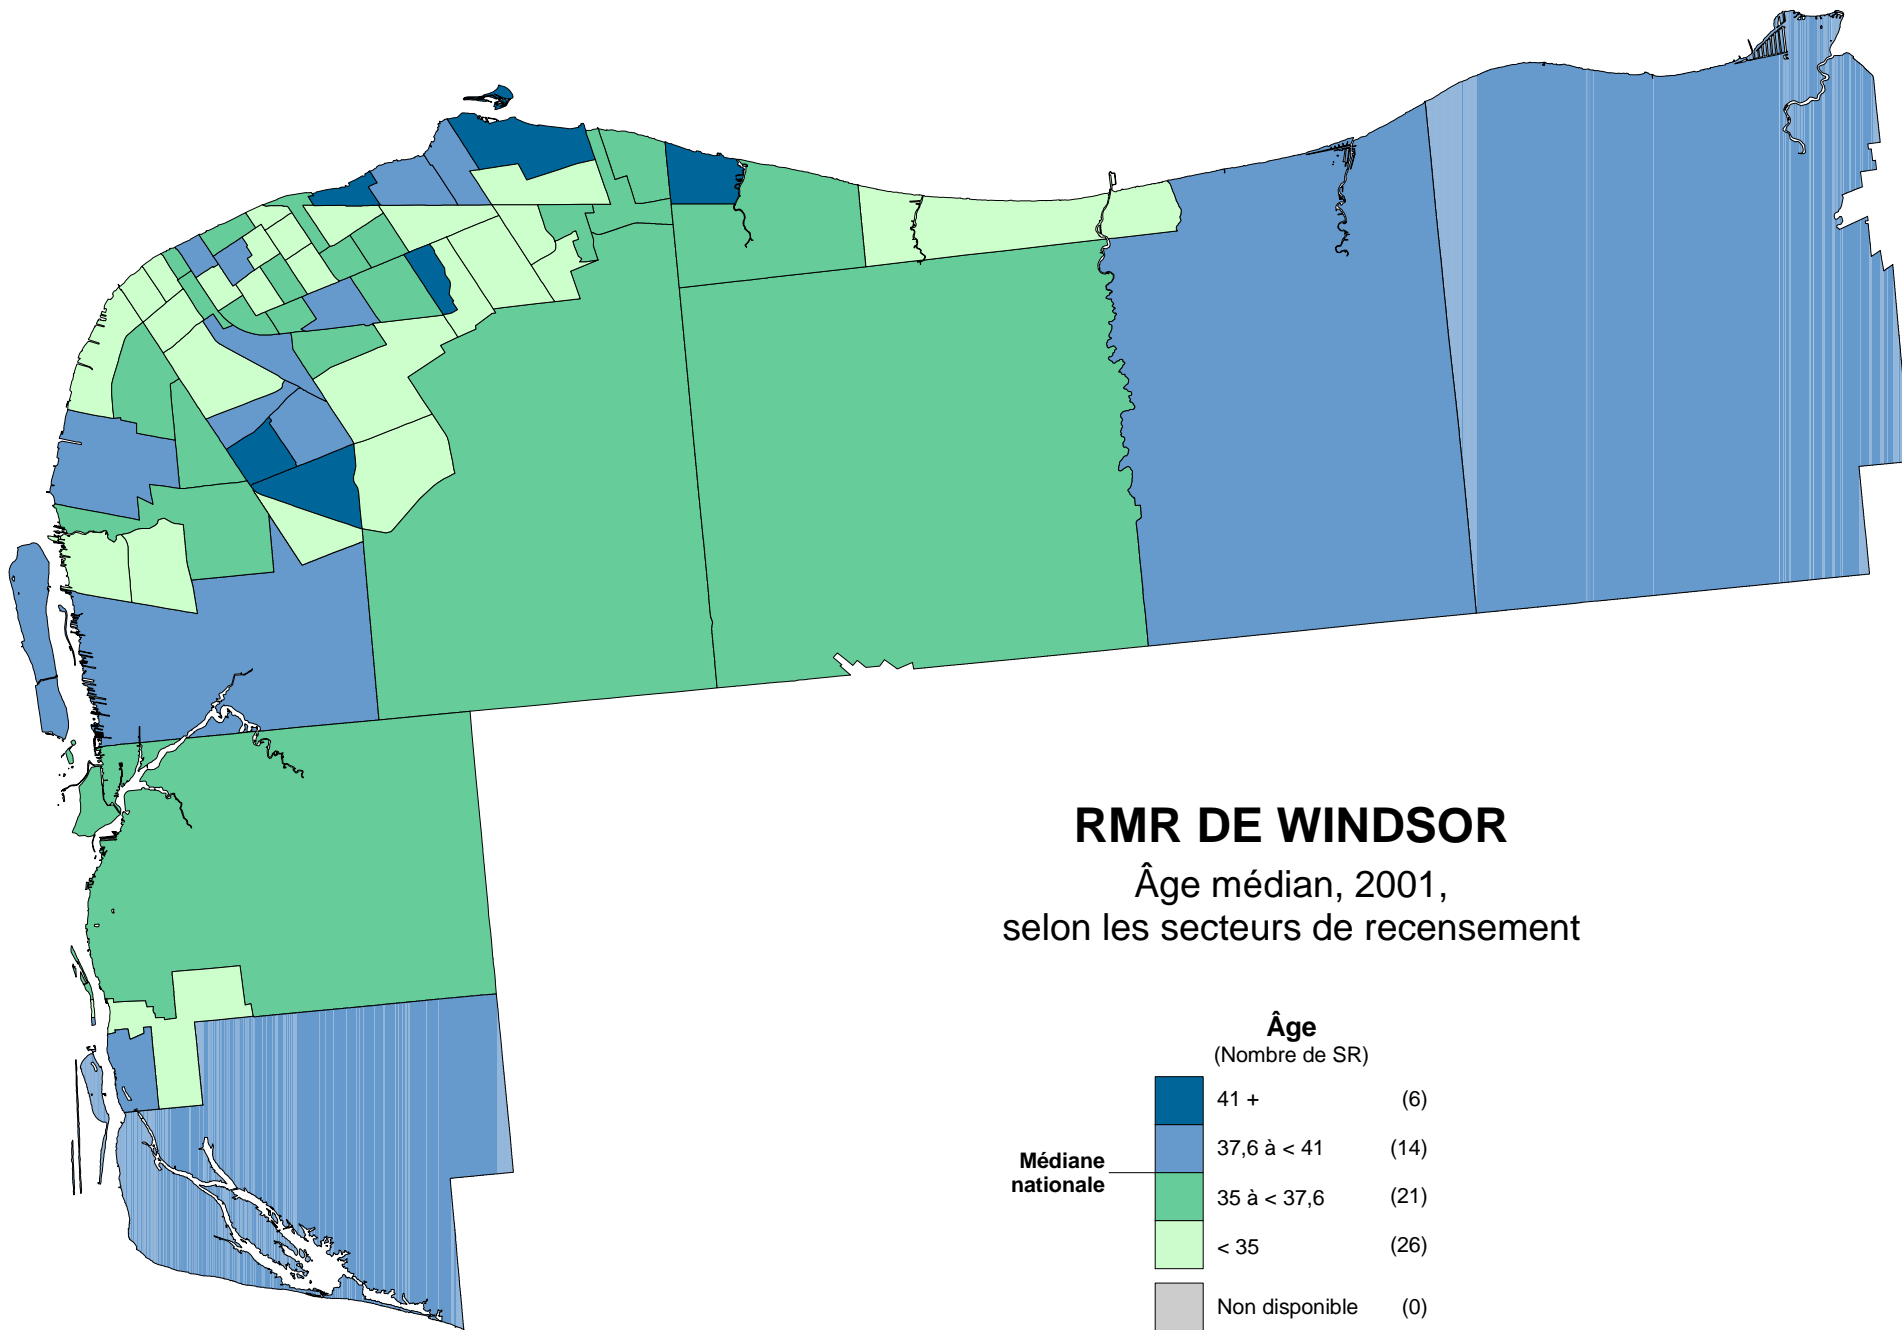 RMR DE WINDSOR
Âge médian, 2001,
selon les secteurs de recensement
Âge
(Nombre de SR)
41 + (6)
37,6 à < 41 (14)
Médiane
nationale
35 à < 37,6 (21)
< 35 (26)
Non disponible (0)